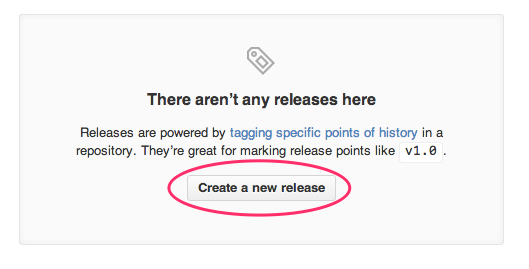 There aren't any releases here
Releases are powered by tagging specific points of history in a
repository. They're great for marking release points like v1.0 .
Create a new release